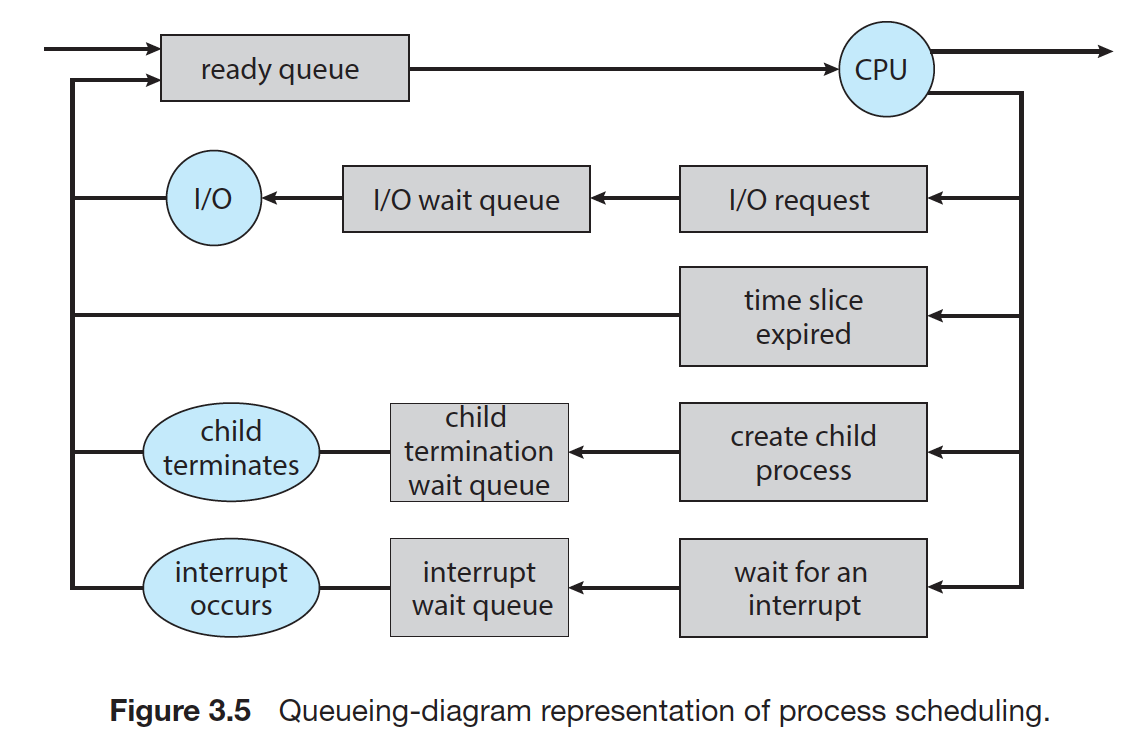 ready queue
CPU
I/O
I/O wait queue
I/O request
time slice
expired
child
terminates
child
termination
wait queue
create child
process
interrupt
occurs
interrupt
wait queue
wait for an
interrupt
Figure 3.5 Queueing-diagram representation of process scheduling.